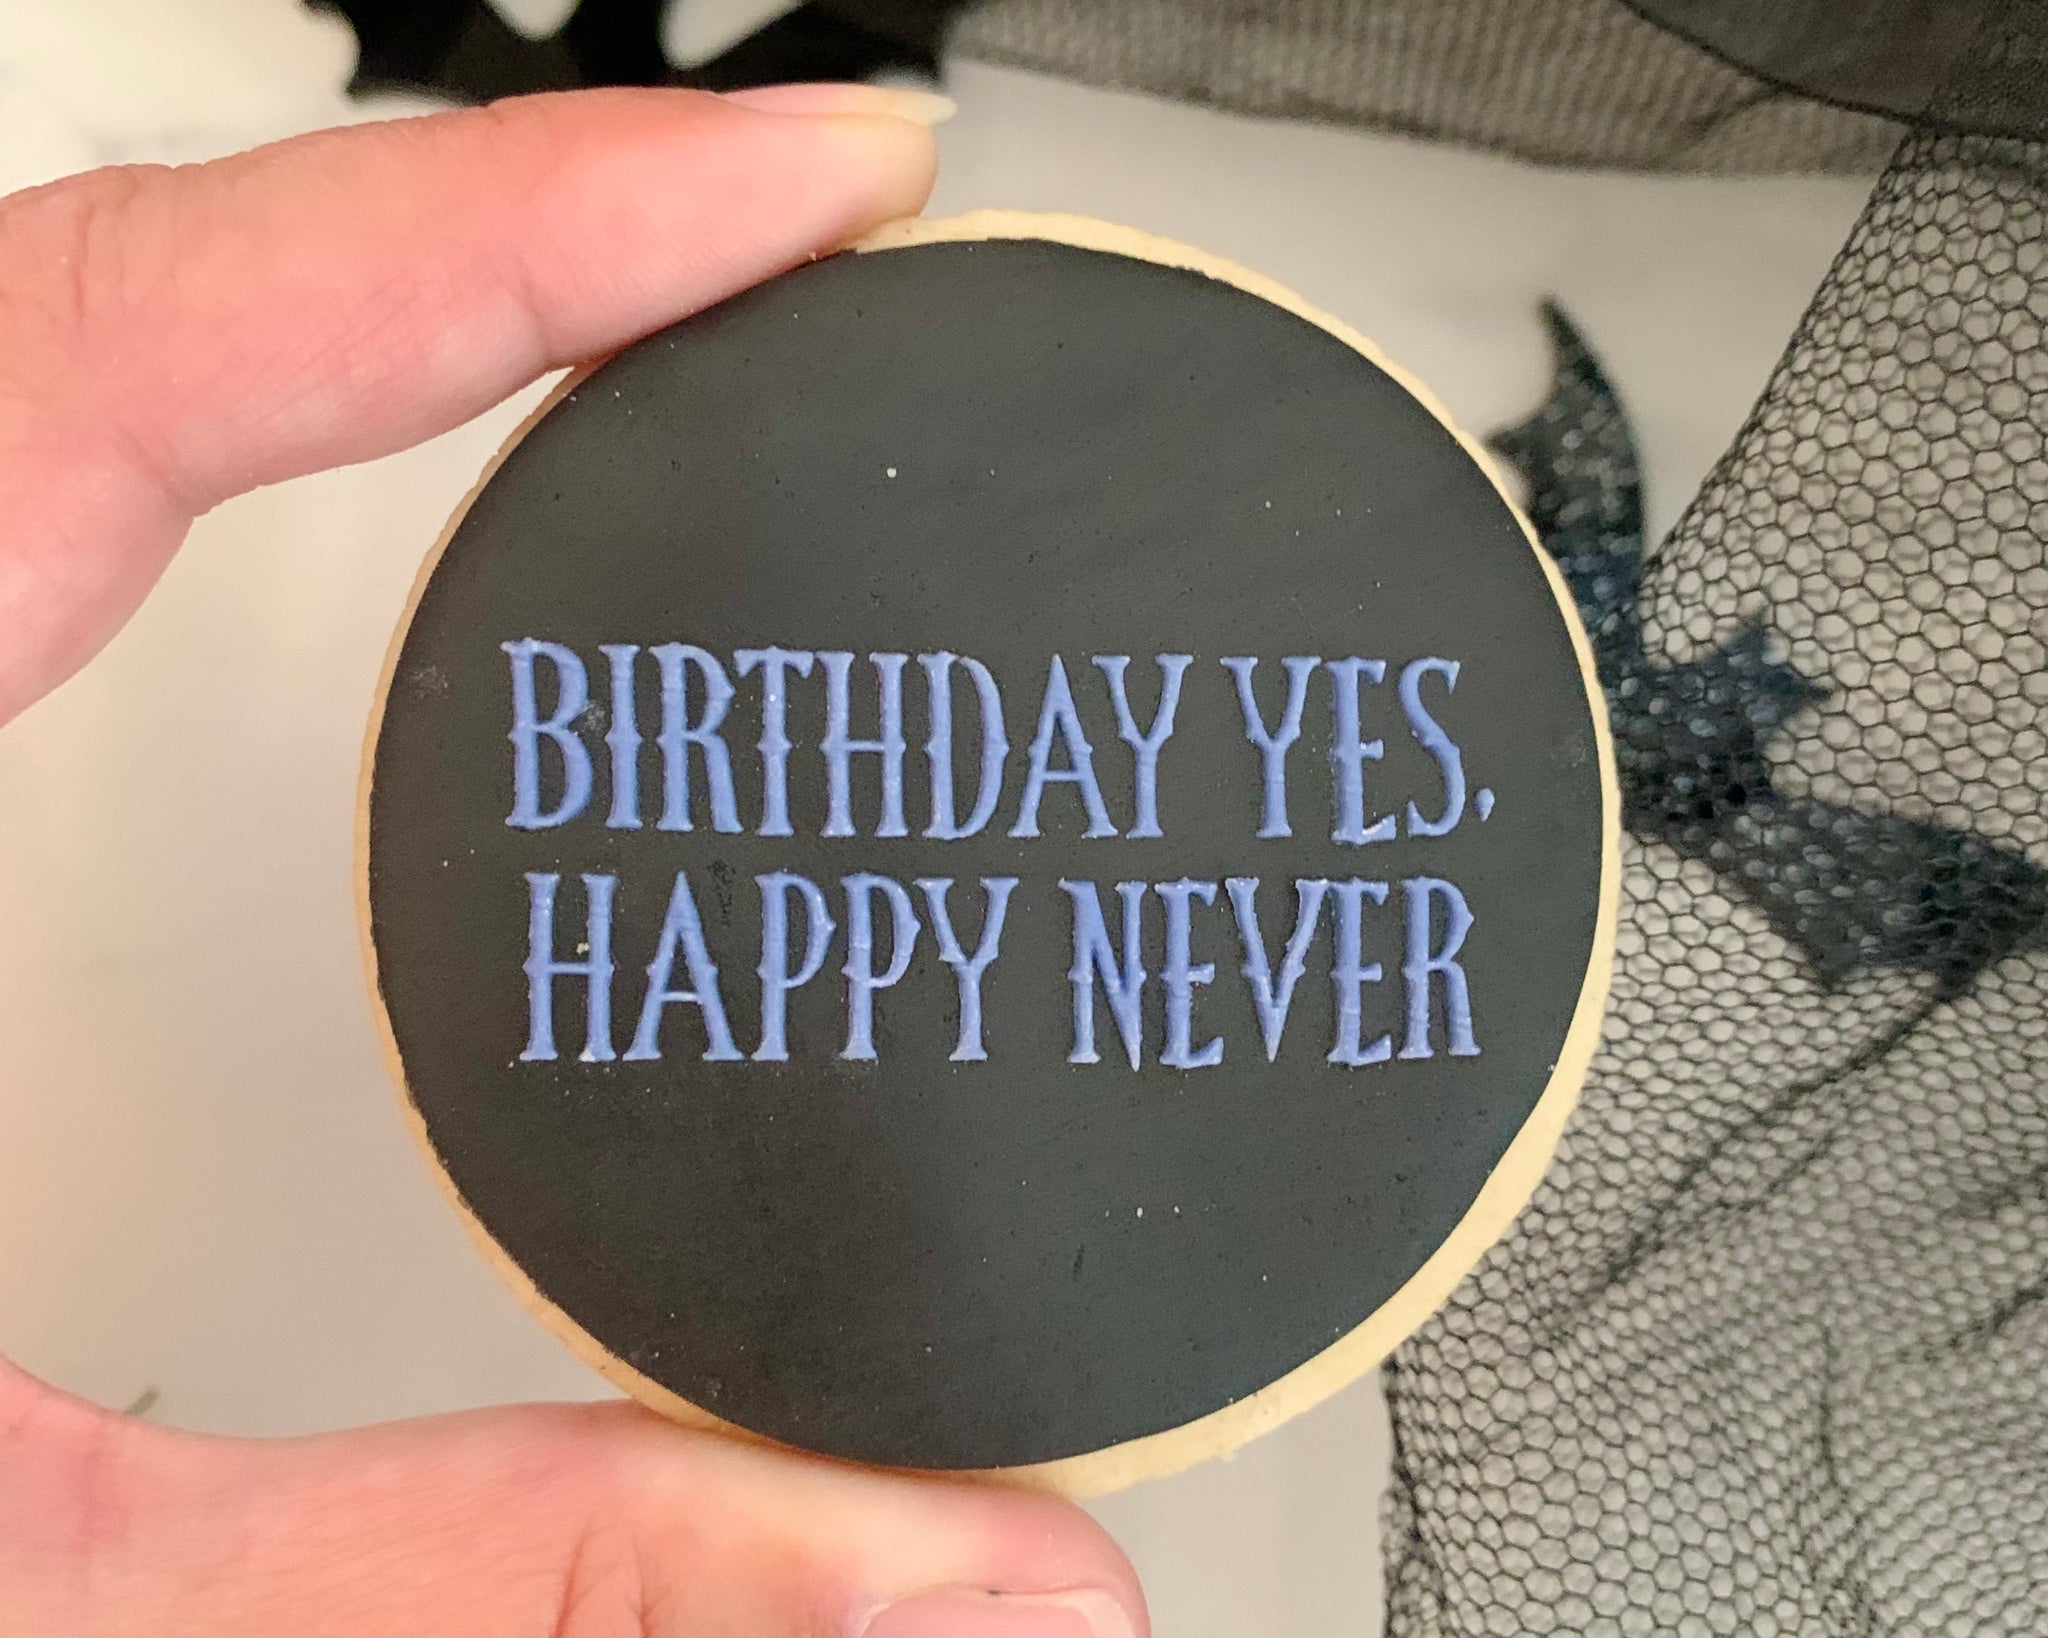 BIRTHDAY YES.
HAPPY NEVER